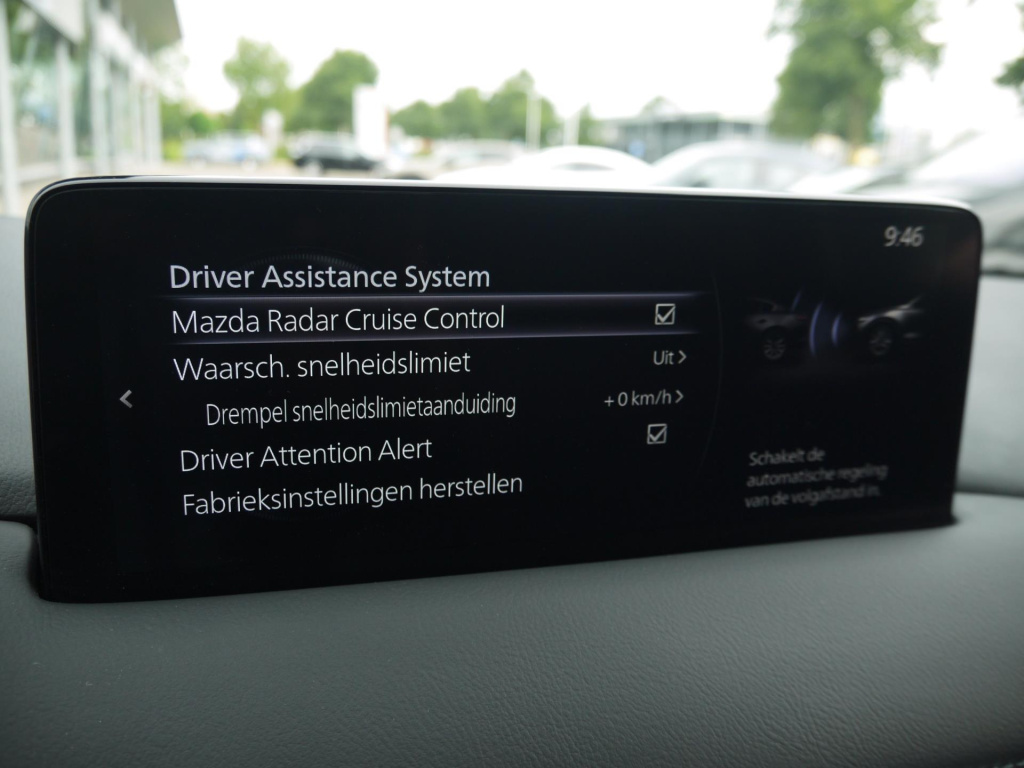 9:46
Driver Assistance System
Mazda Radar Cruise Control
Waarsch. snelheidslimiet Uit >
Drempel snelheidslimietaanduiding +0 km/h >
Driver Attention Alert
Fabrieksinstellingen herstellen
Schakelt de
automatische regeling
van de volgafstand in.